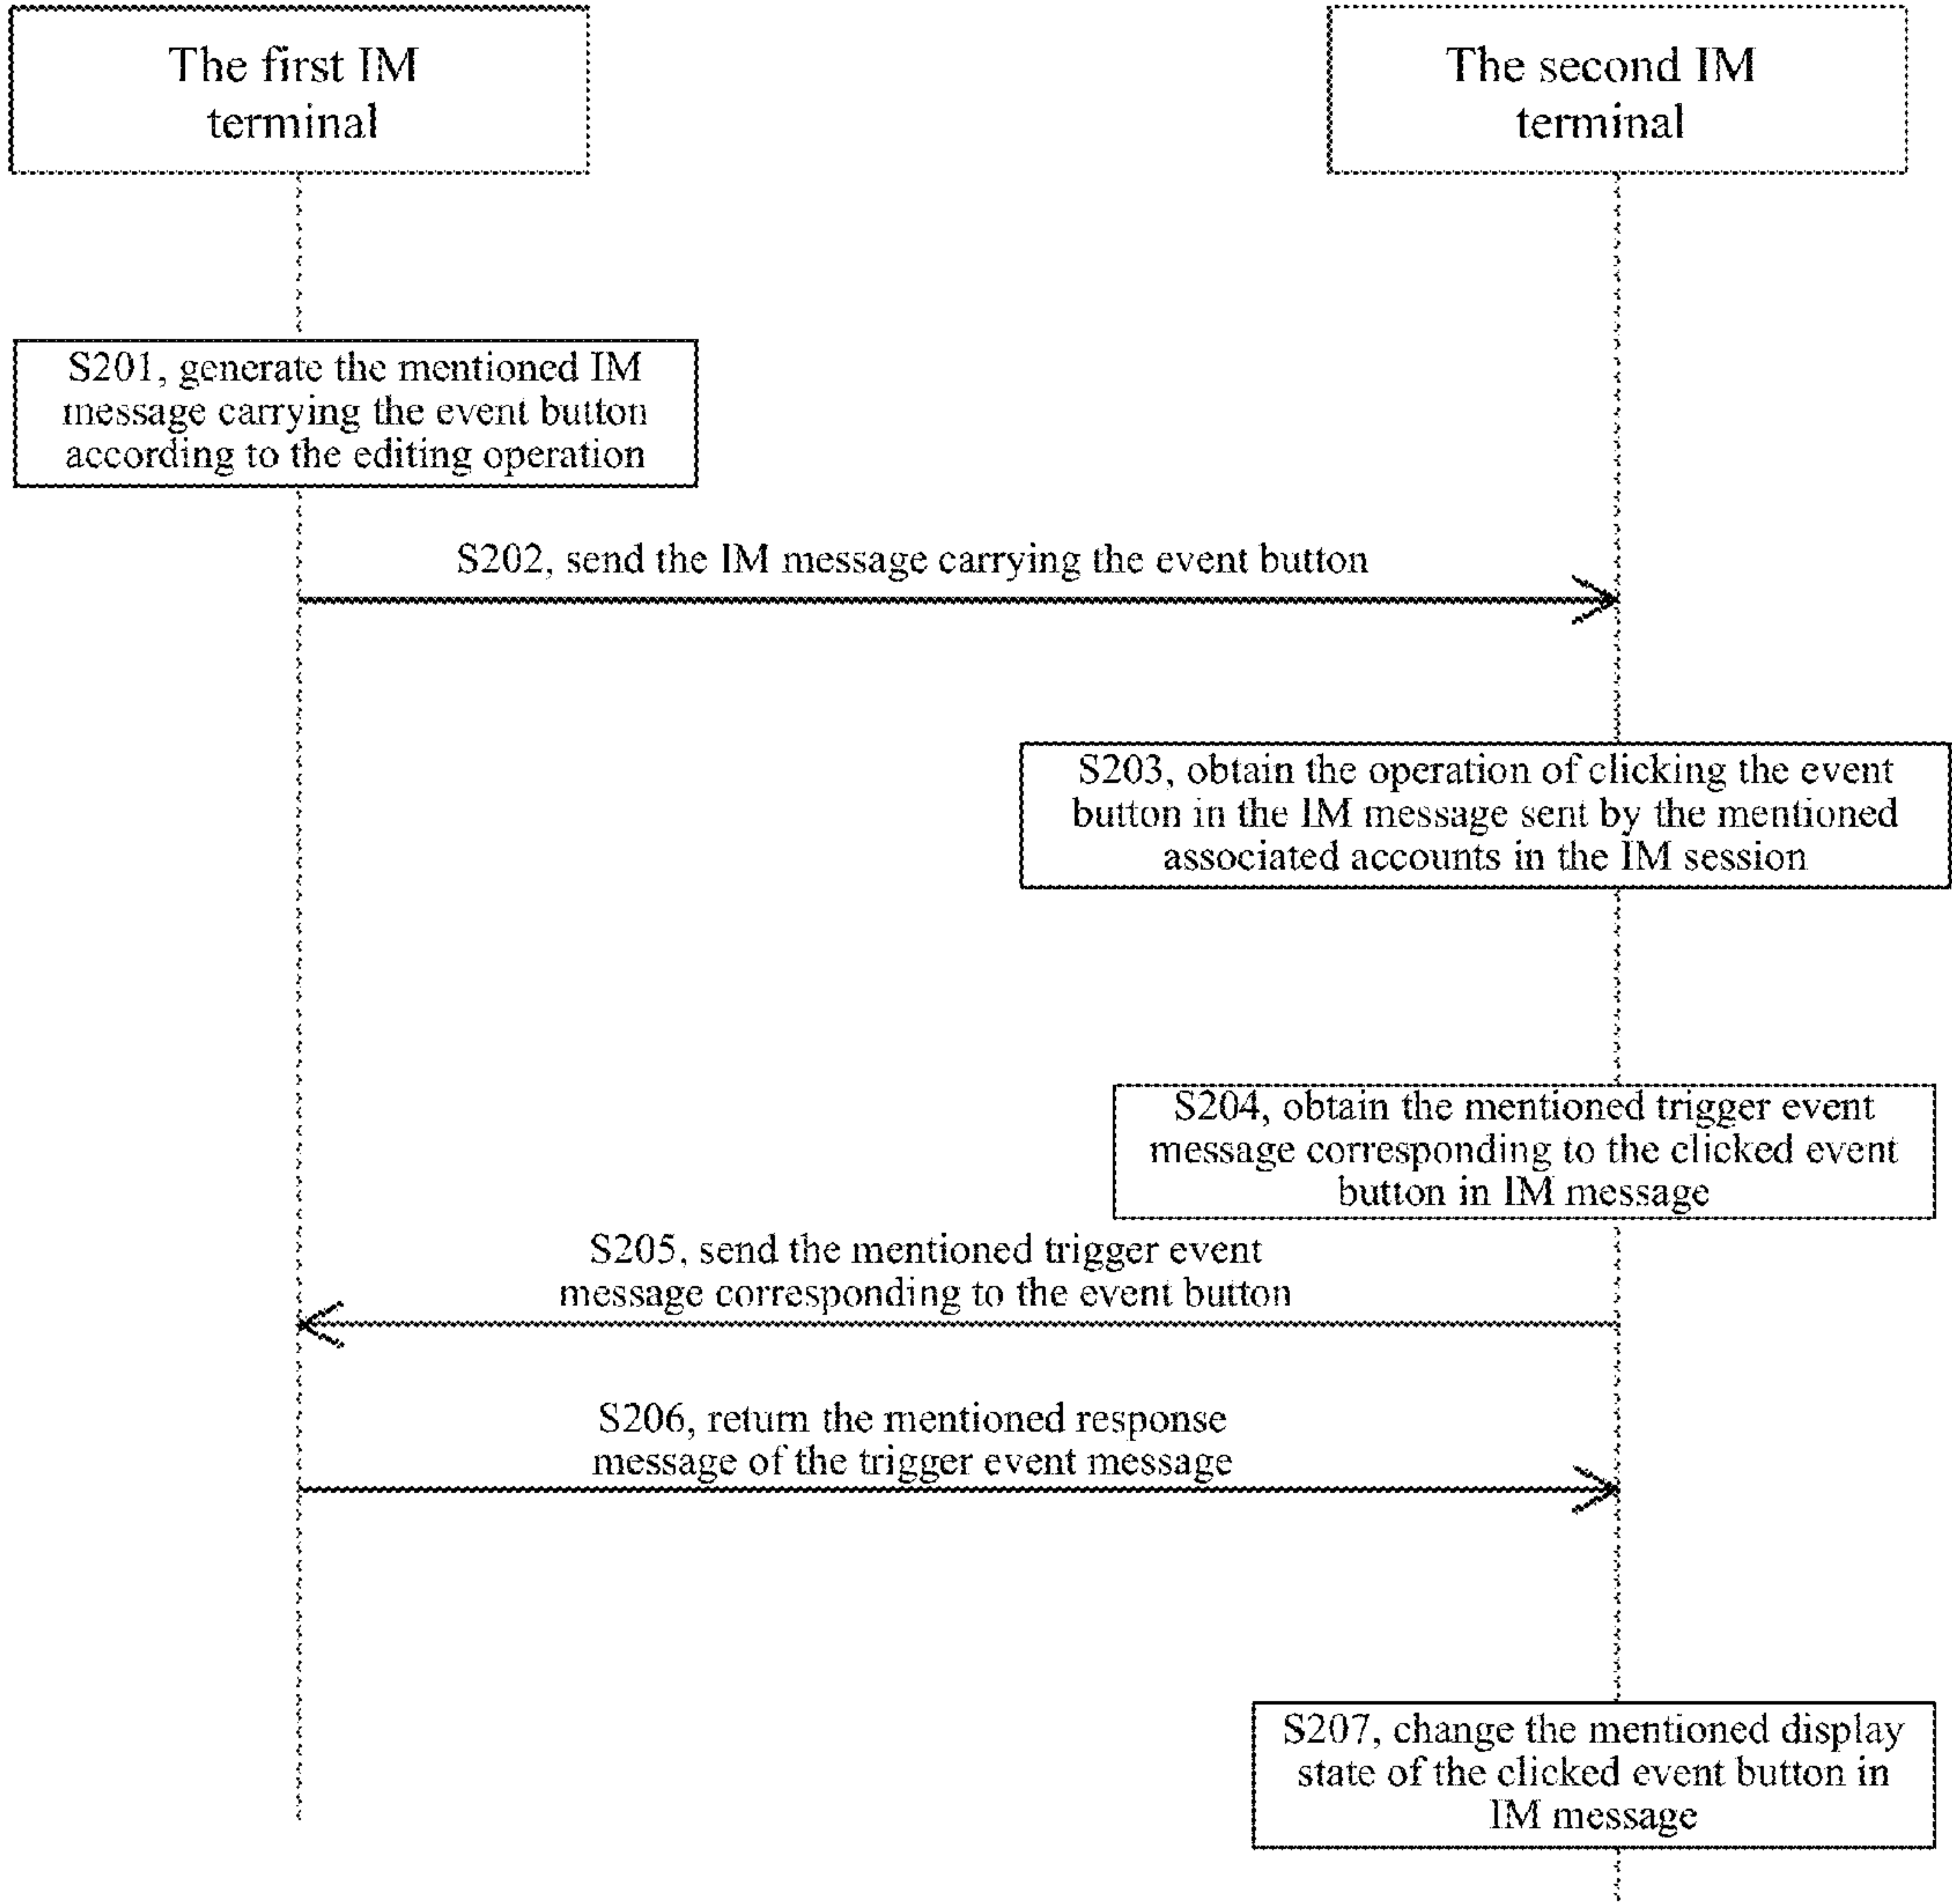 The first IM
terminal
The second IM
terminal
S201, generate the mentioned IM
message carrying the event button
according to the editing operation
S202, send the IM message carrying the event button
S203, obtain the operation of clicking the event
button in the IM message sent by the mentioned
associated accounts in the IM session
S204, obtain the mentioned trigger event
message corresponding to the clicked event
button in IM message
S205, send the mentioned trigger event
message corresponding to the event button
S206, return the mentioned response
message of the trigger event message
S207, change the mentioned display
state of the clicked event button in
IM message